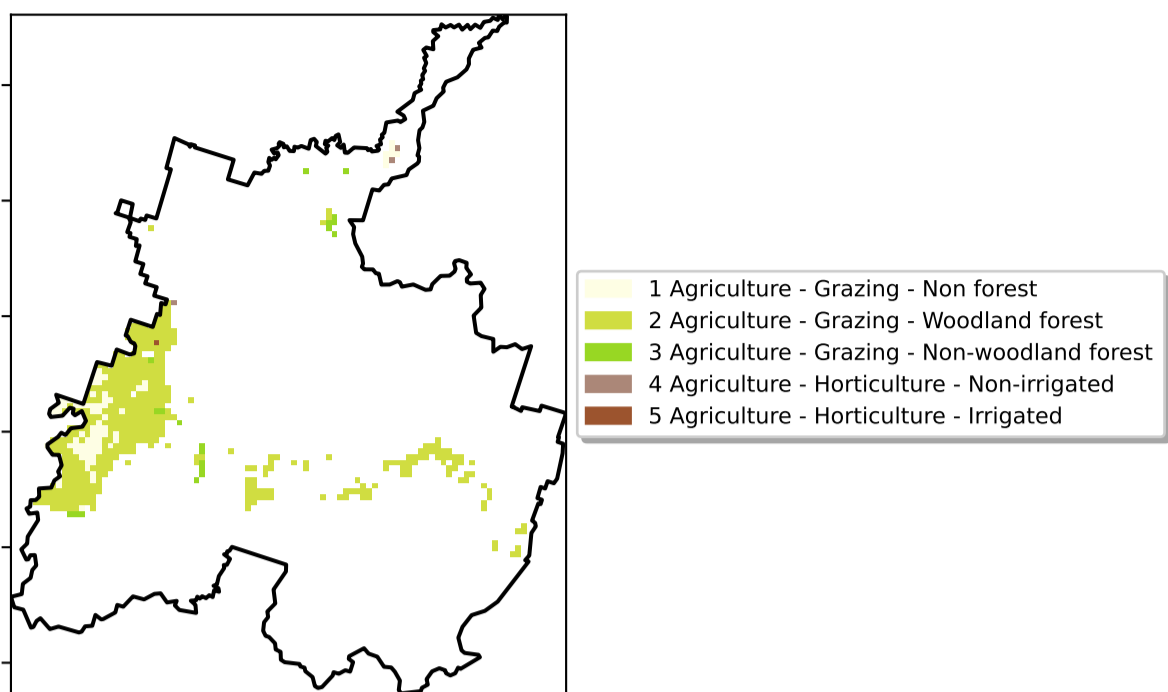 1 Agriculture - Grazing - Non forest
2 Agriculture - Grazing - Woodland forest
3 Agriculture - Grazing - Non-woodland forest
4 Agriculture - Horticulture - Non-irrigated
5 Agriculture - Horticulture - Irrigated